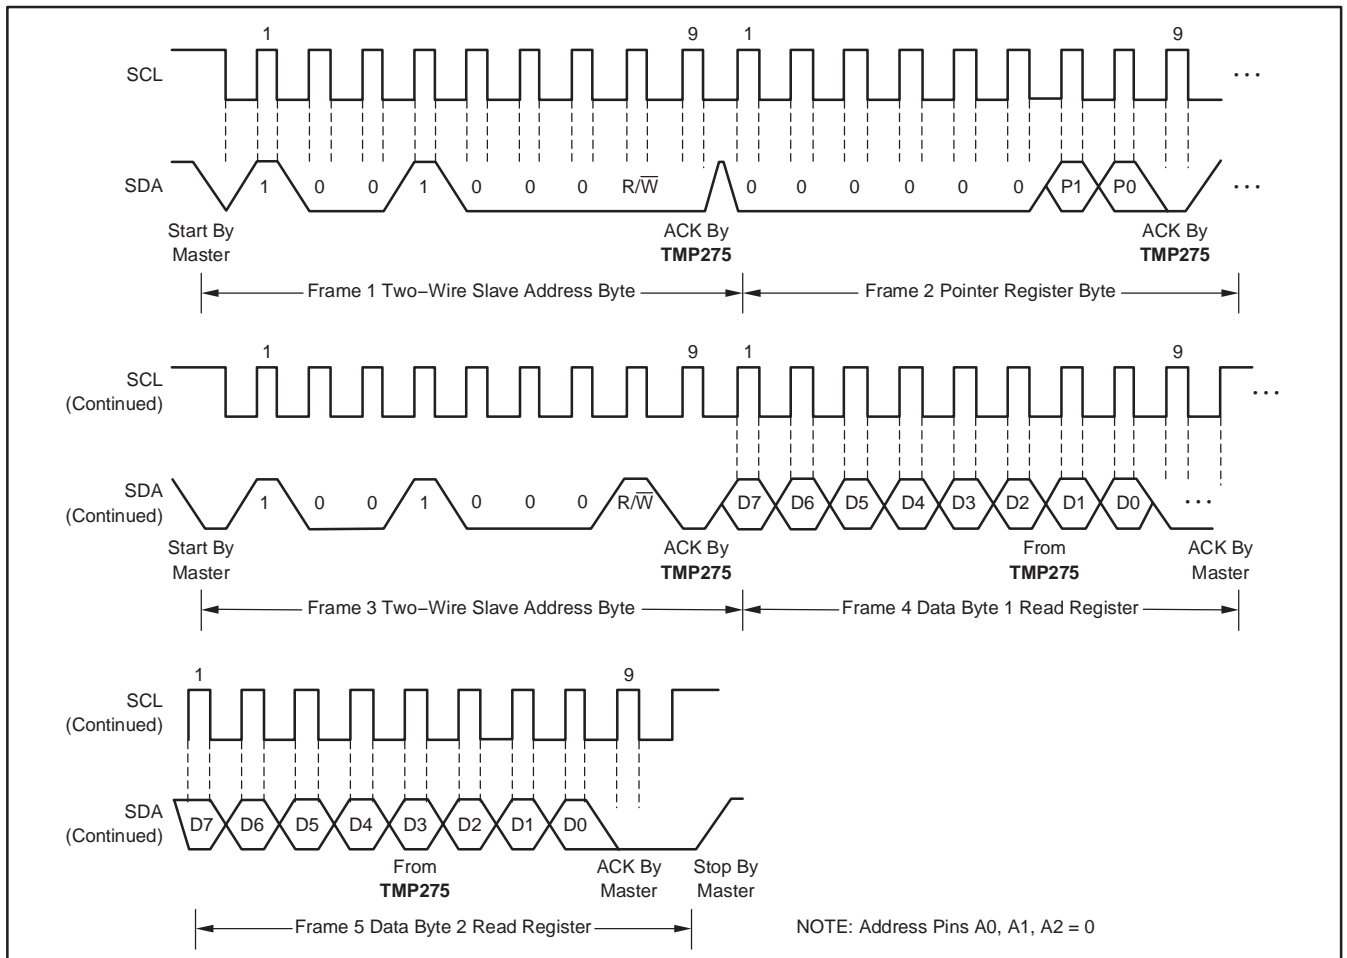 1 9 1 9
SCL ...
SDA 1 0 0 1 0 0 0 R/W̅ 0 0 0 0 0 0 P1 P0 ...
Start By Master ACK By TMP275 ACK By TMP275
Frame 1 Two−Wire Slave Address Byte Frame 2 Pointer Register Byte
1 9 1 9
SCL (Continued) ...
SDA (Continued) 1 0 0 1 0 0 0 R/W̅ D7 D6 D5 D4 D3 D2 D1 D0 ...
Start By Master ACK By TMP275 From TMP275 ACK By Master
Frame 3 Two−Wire Slave Address Byte Frame 4 Data Byte 1 Read Register
1 9
SCL (Continued)
SDA (Continued) D7 D6 D5 D4 D3 D2 D1 D0
From TMP275 ACK By Master Stop By Master
Frame 5 Data Byte 2 Read Register NOTE: Address Pins A0, A1, A2 = 0